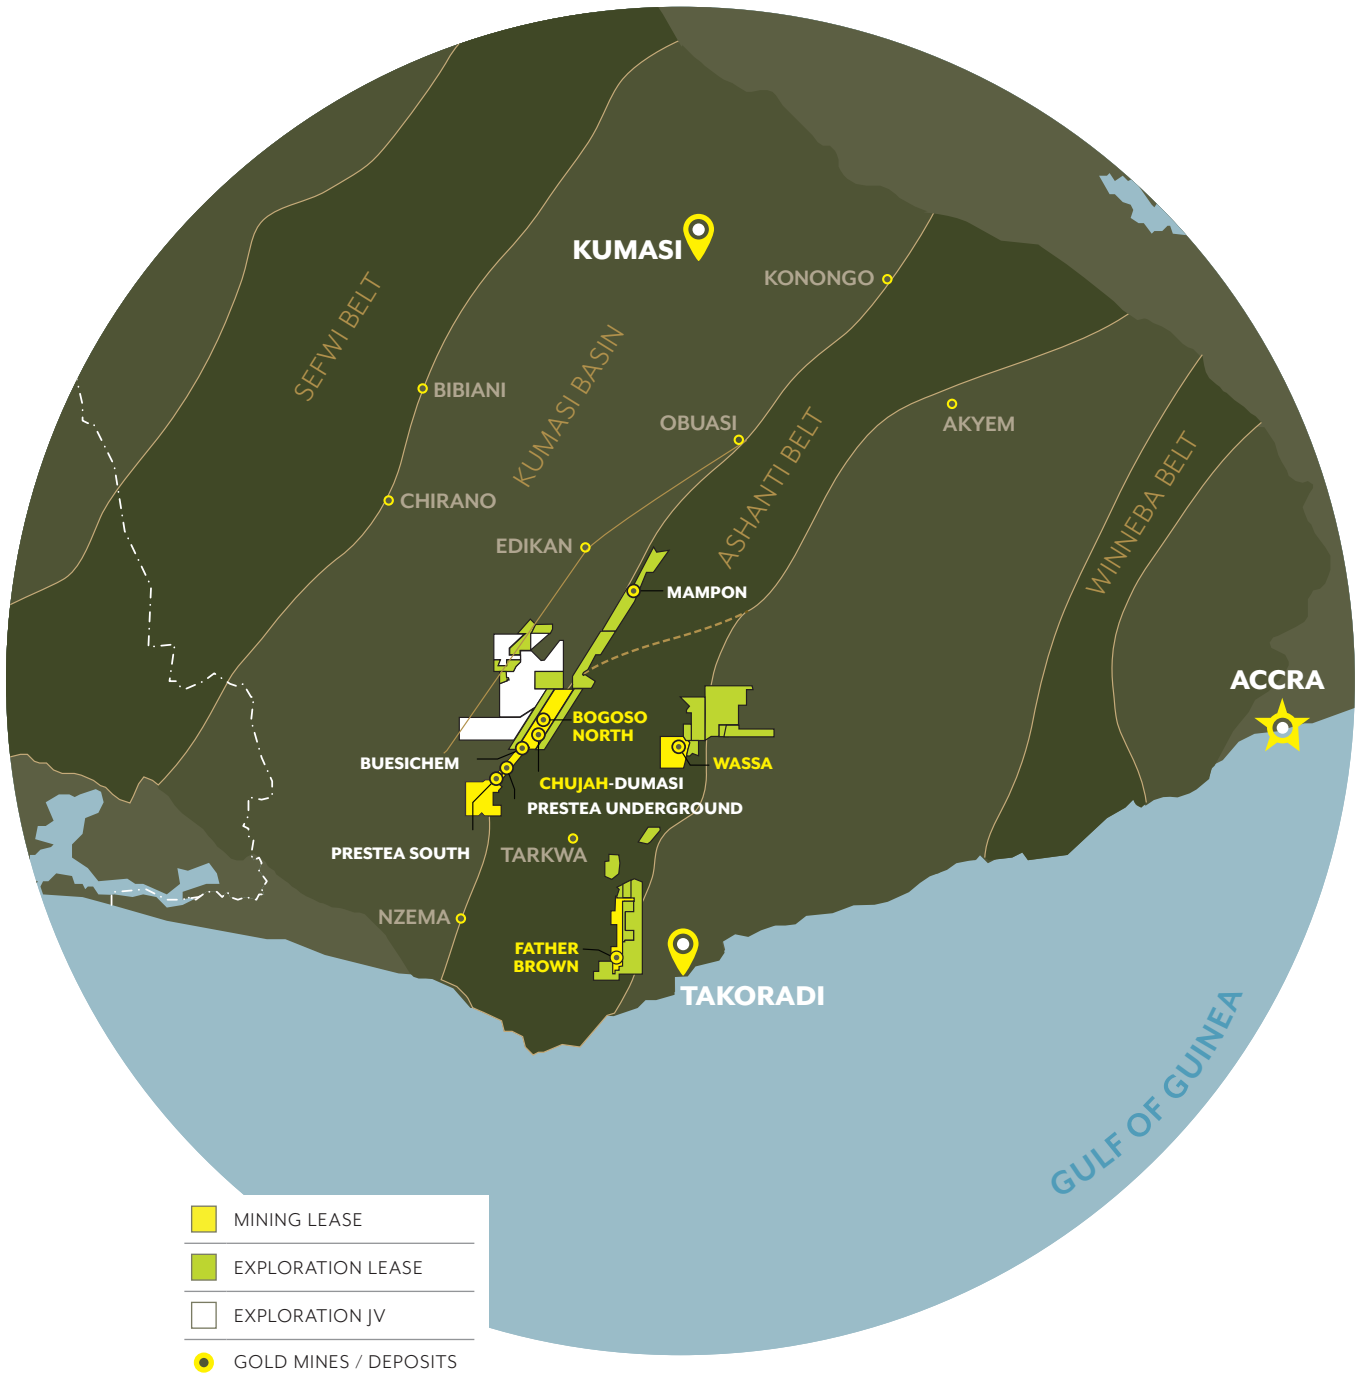 KUMASI
KONONGO
SEFWI BELT
KUMASI BASIN
BIBIANI
OBUASI
AKYEM
ASHANTI BELT
WINNEBA BELT
CHIRANO
EDIKAN
MAMPON
ACCRA
BOGOSO
NORTH
BUESICHEM
WASSA
CHUJAH-DUMASI
PRESTEA UNDERGROUND
PRESTEA SOUTH
TARKWA
NZEMA
FATHER
BROWN
TAKORADI
GULF OF GUINEA
MINING LEASE
EXPLORATION LEASE
EXPLORATION JV
GOLD MINES / DEPOSITS